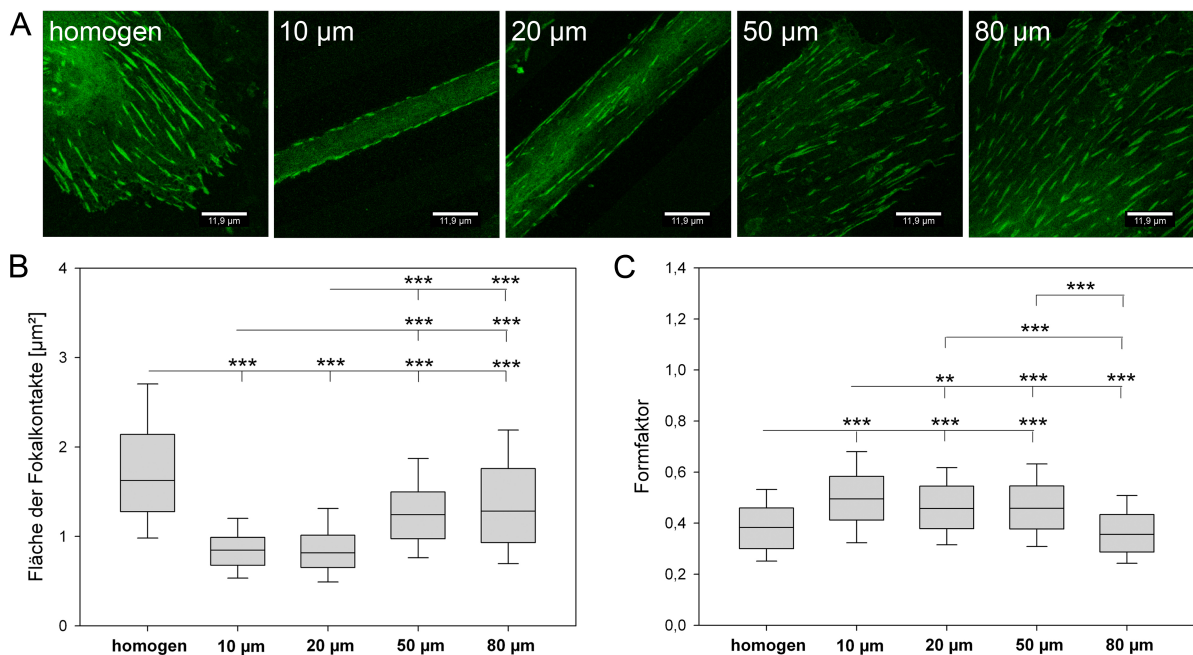 A
homogen
10 µm
20 µm
50 µm
80 µm
11,9 µm
11,9 µm
11,9 µm
11,9 µm
11,9 µm
B
Fläche der Fokalkontakte [µm²]
4
3
2
1
0
*** ***
*** ***
*** *** *** ***
homogen 10 µm 20 µm 50 µm 80 µm
C
Formfaktor
1,4
1,2
1,0
0,8
0,6
0,4
0,2
0,0
***
***
** *** ***
*** *** ***
homogen 10 µm 20 µm 50 µm 80 µm